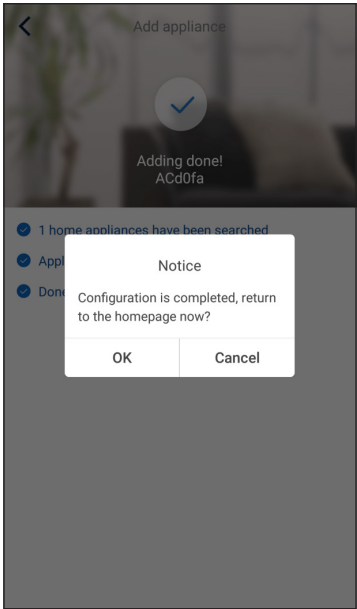 Add appliance
Adding done!
ACd0fa
1 home appliances have been searched
Appl
Done
Notice
Configuration is completed, return
to the homepage now?
OK
Cancel